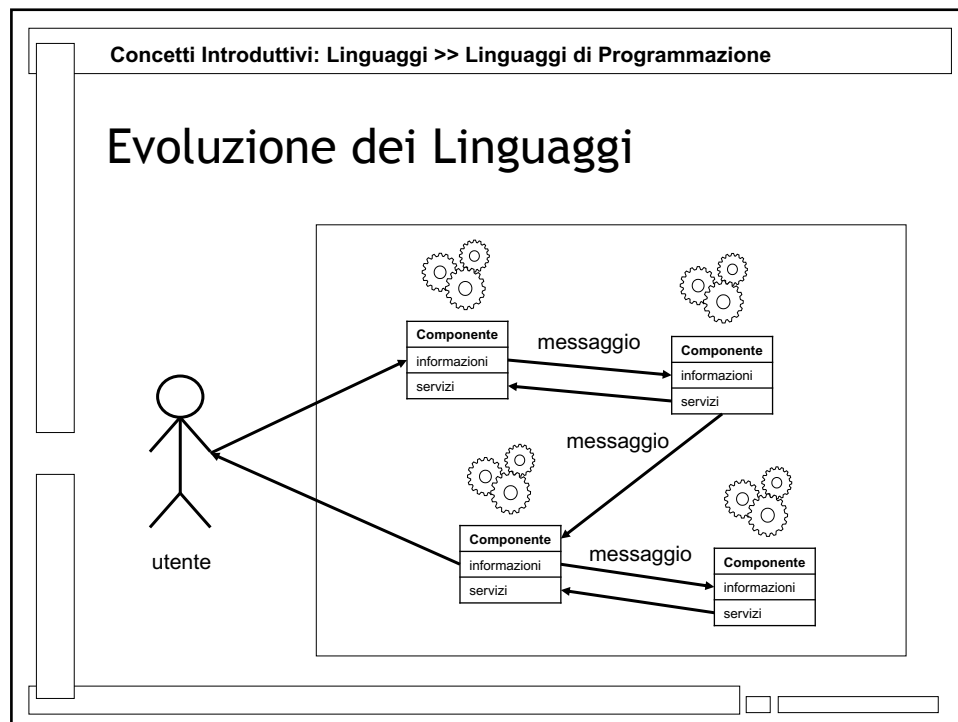 Concetti Introduttivi: Linguaggi >> Linguaggi di Programmazione
Evoluzione dei Linguaggi
Componente
informazioni
servizi
messaggio
Componente
informazioni
servizi
messaggio
utente
Componente
informazioni
servizi
messaggio
Componente
informazioni
servizi